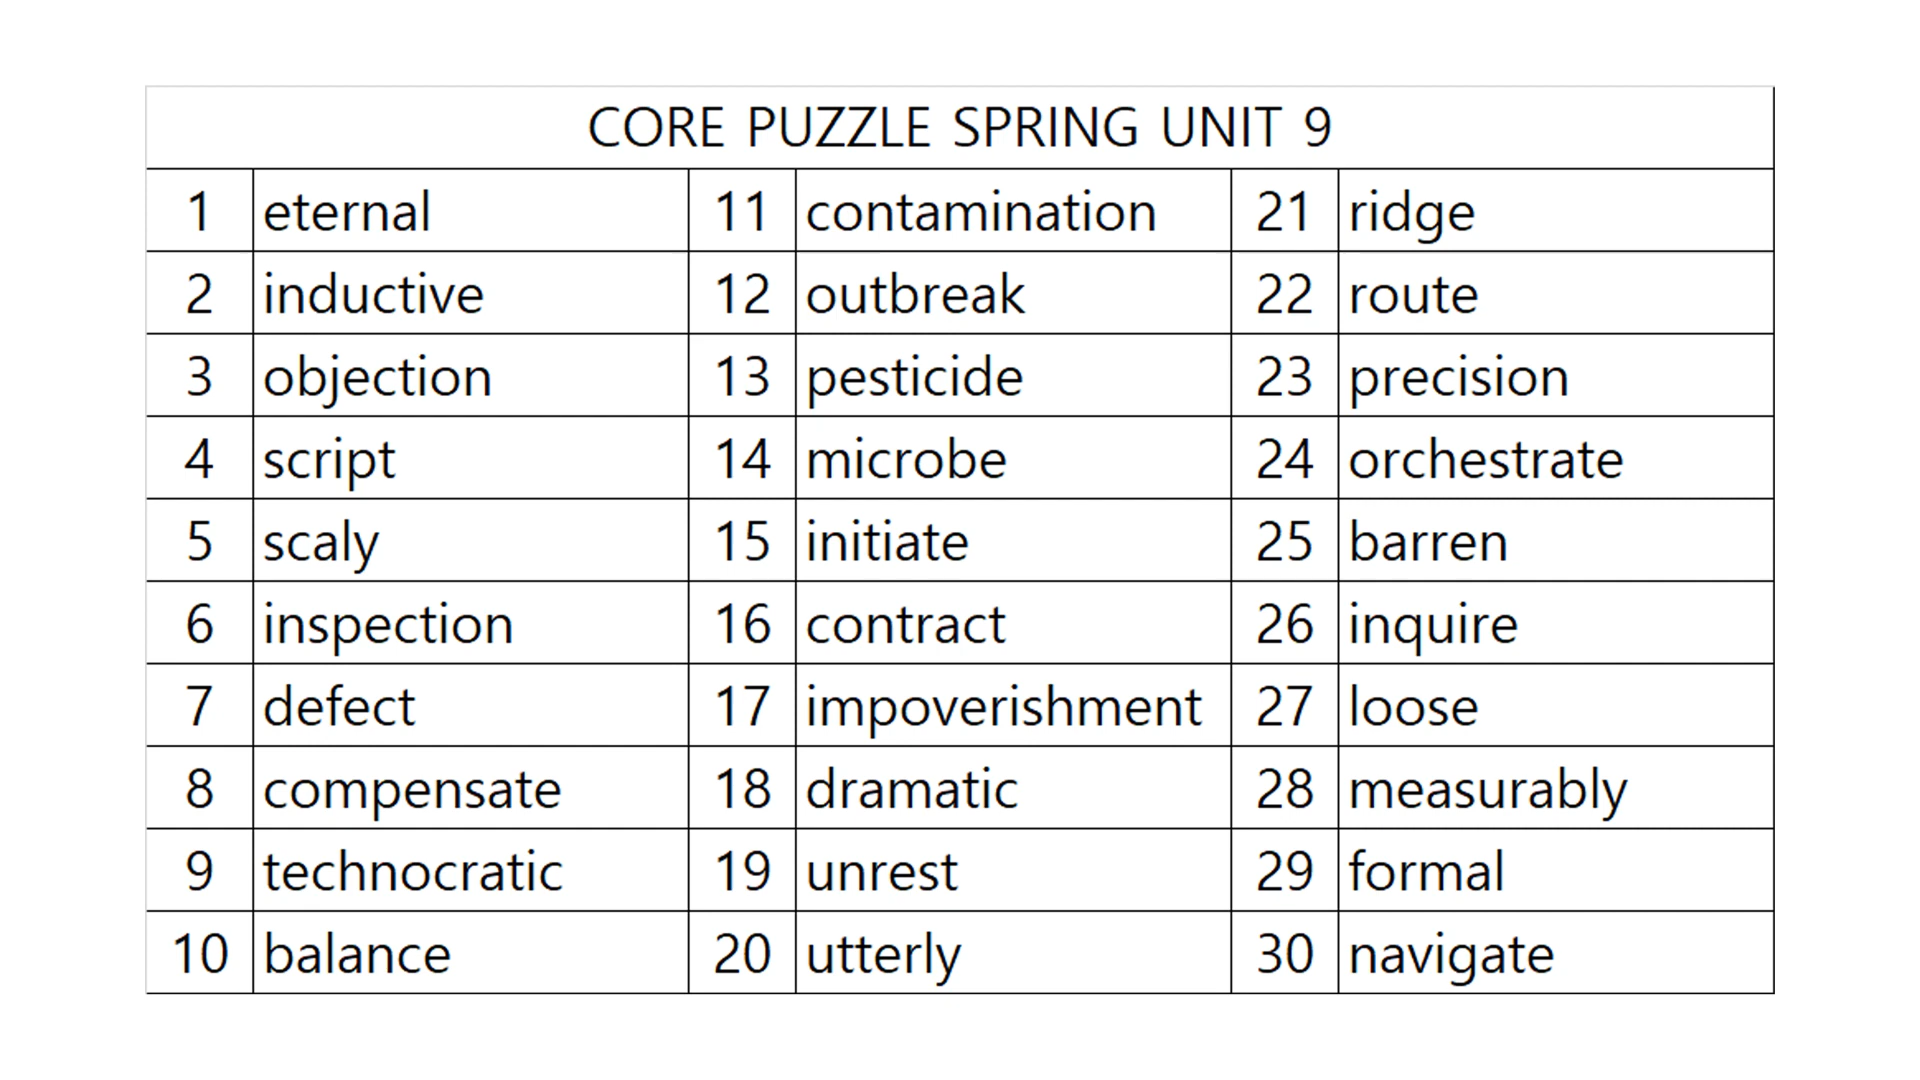 CORE PUZZLE SPRING UNIT 9
1 eternal 11 contamination 21 ridge
2 inductive 12 outbreak 22 route
3 objection 13 pesticide 23 precision
4 script 14 microbe 24 orchestrate
5 scaly 15 initiate 25 barren
6 inspection 16 contract 26 inquire
7 defect 17 impoverishment 27 loose
8 compensate 18 dramatic 28 measurably
9 technocratic 19 unrest 29 formal
10 balance 20 utterly 30 navigate